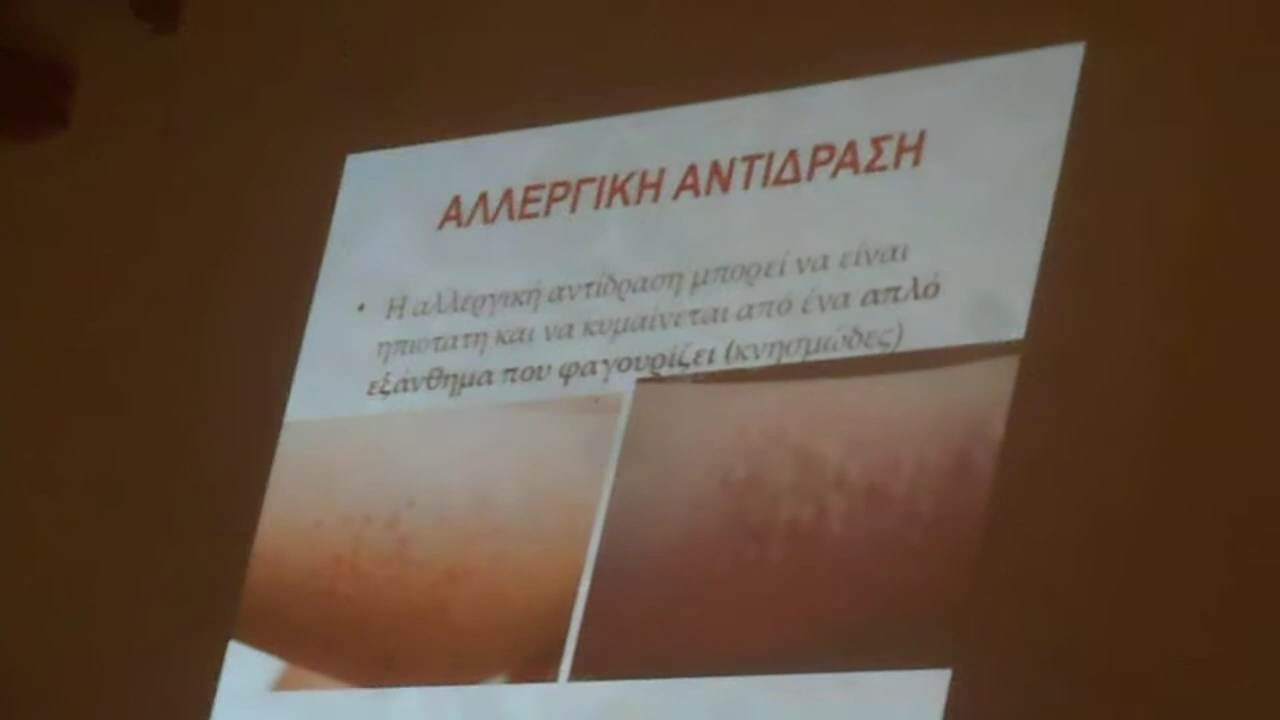 ΑΛΛΕΡΓΙΚΗ ΑΝΤΙΔΡΑΣΗ
• Η αλλεργική αντίδραση μπορεί να είναι
ηπιότατη και να κυμαίνεται από ένα απλό
εξάνθημα που φαγουρίζει (κνησμώδες)